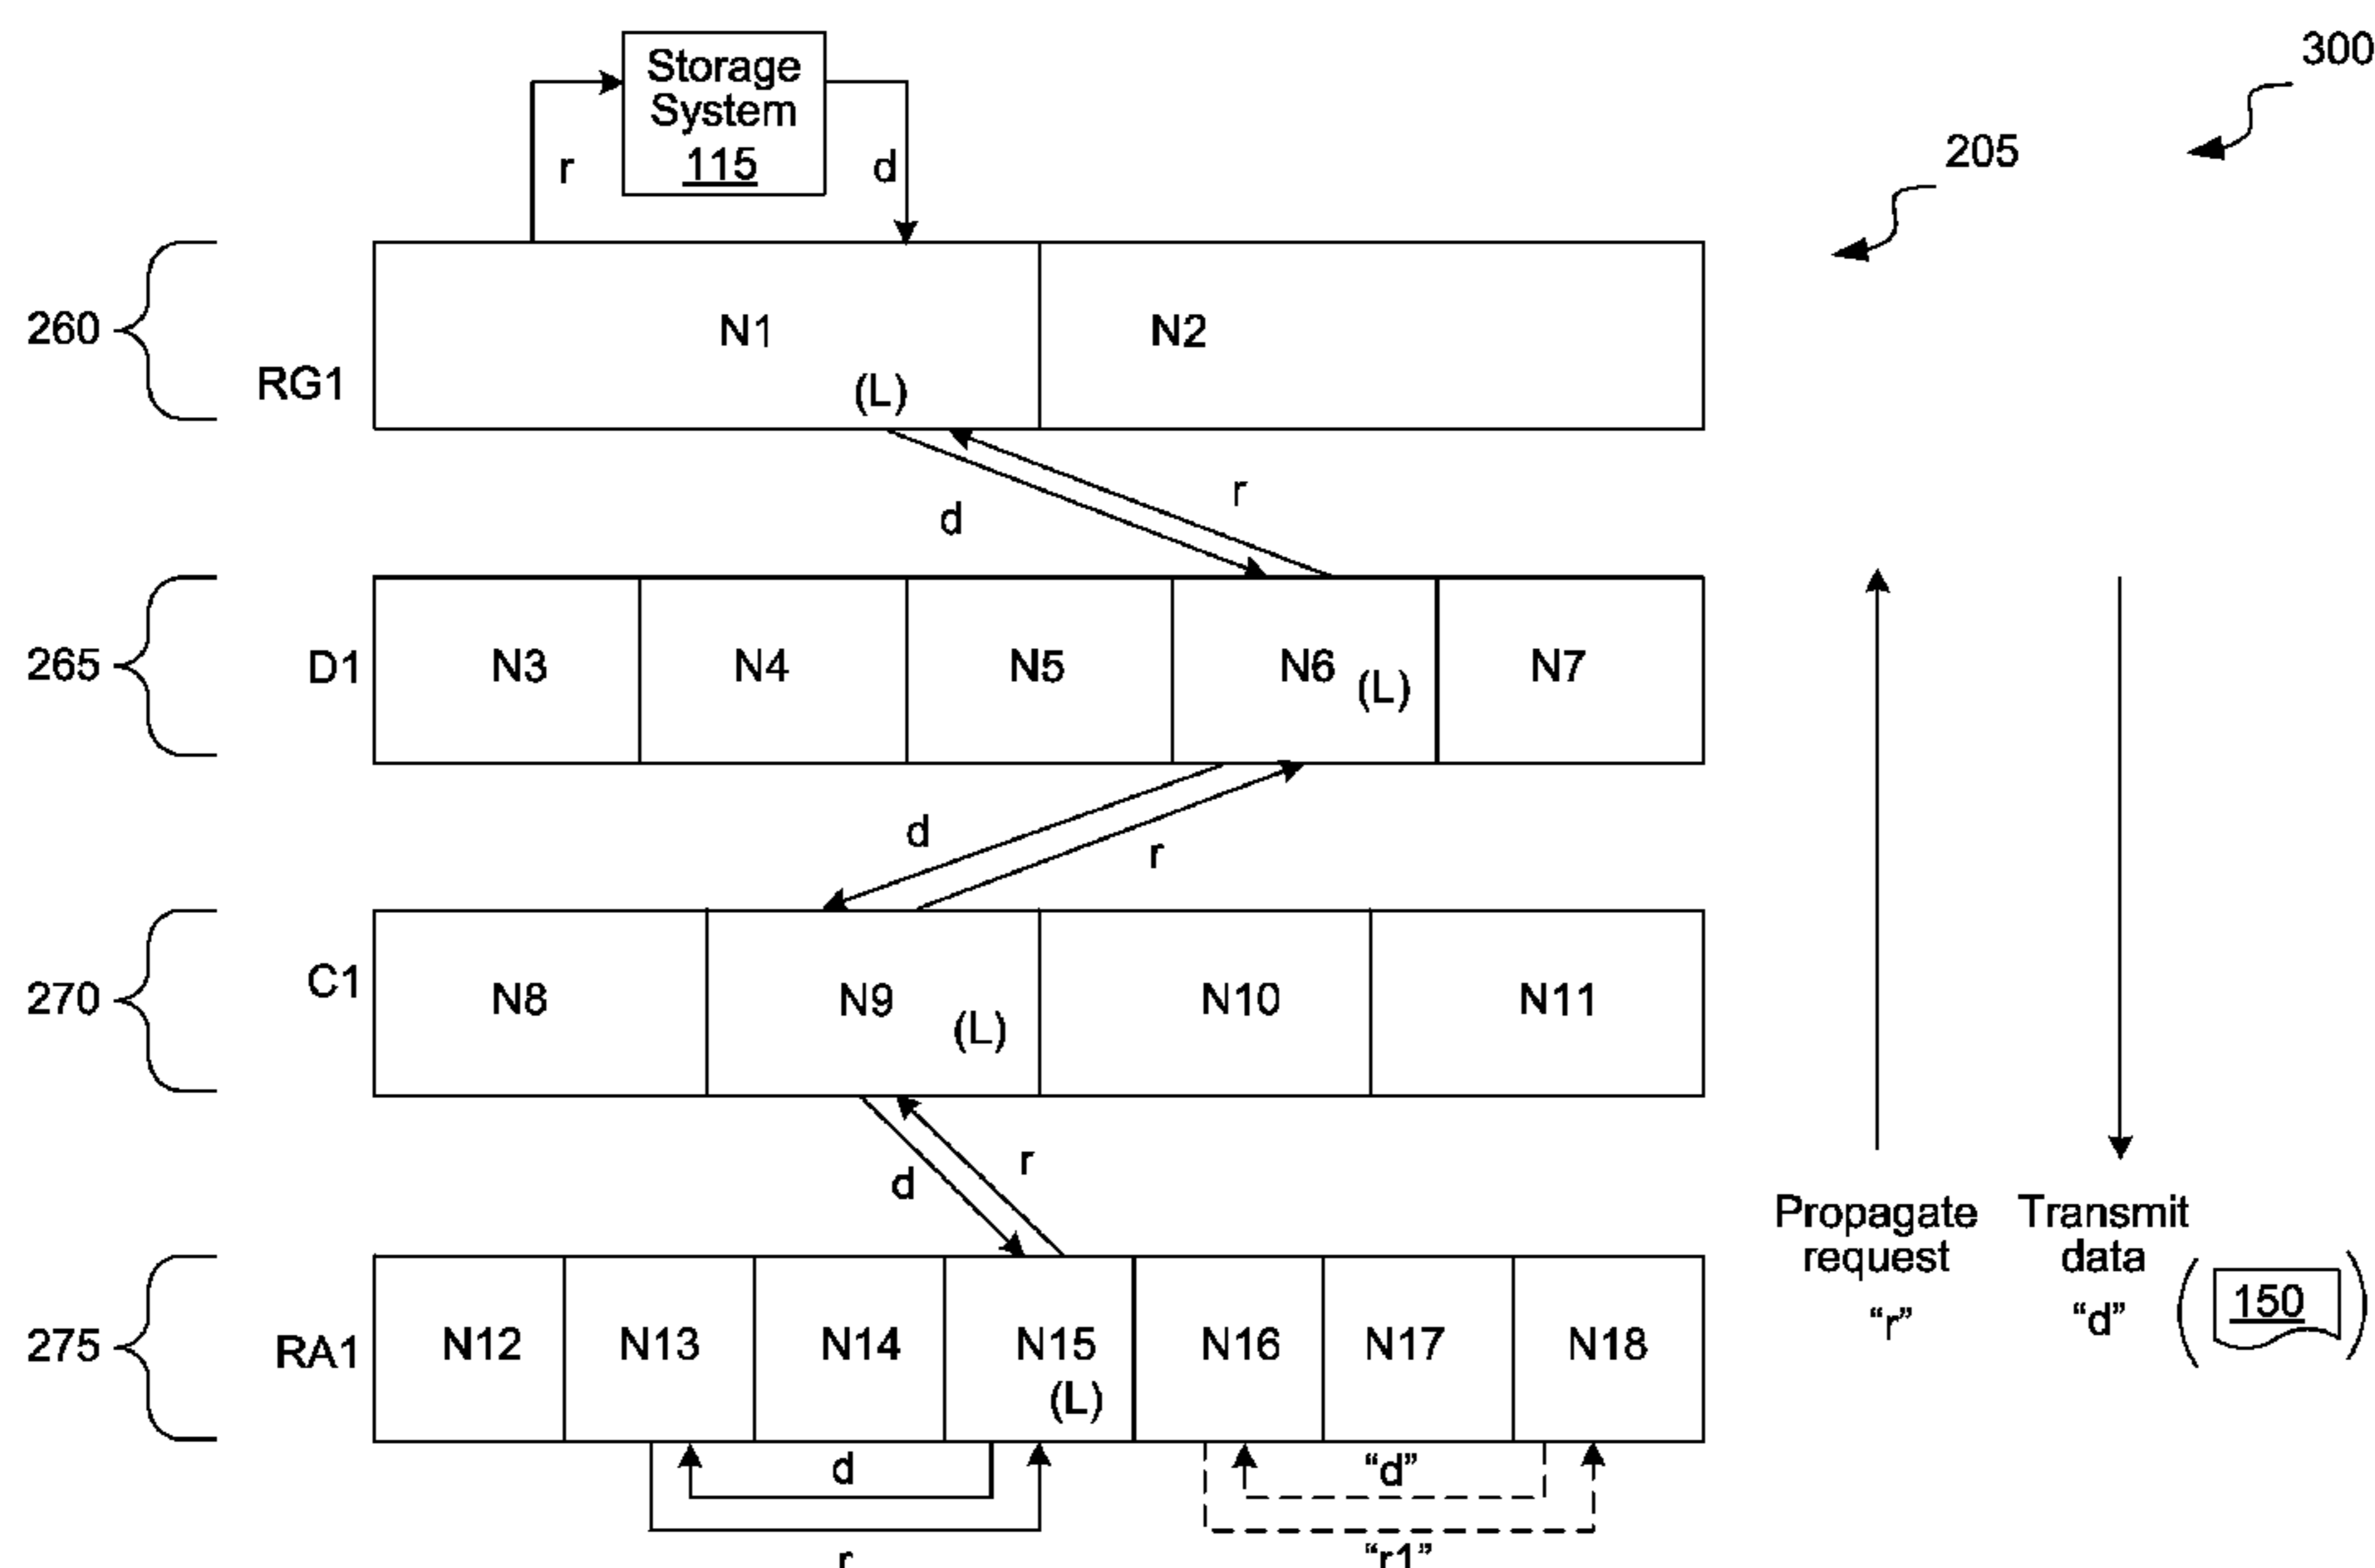 300
Storage
System
115
205
r
d
N1
N2
260
RG1
(L)
r
d
N3
N4
N5
N6
N7
265
D1
(L)
d
r
C1
N8
N9
N10
N11
270
(L)
r
d
Propagate
request
"r"
Transmit
data
"d"
150
N12
N13
N14
N15
N16
N17
N18
275
RA1
(L)
d
"d"
r
"r1"